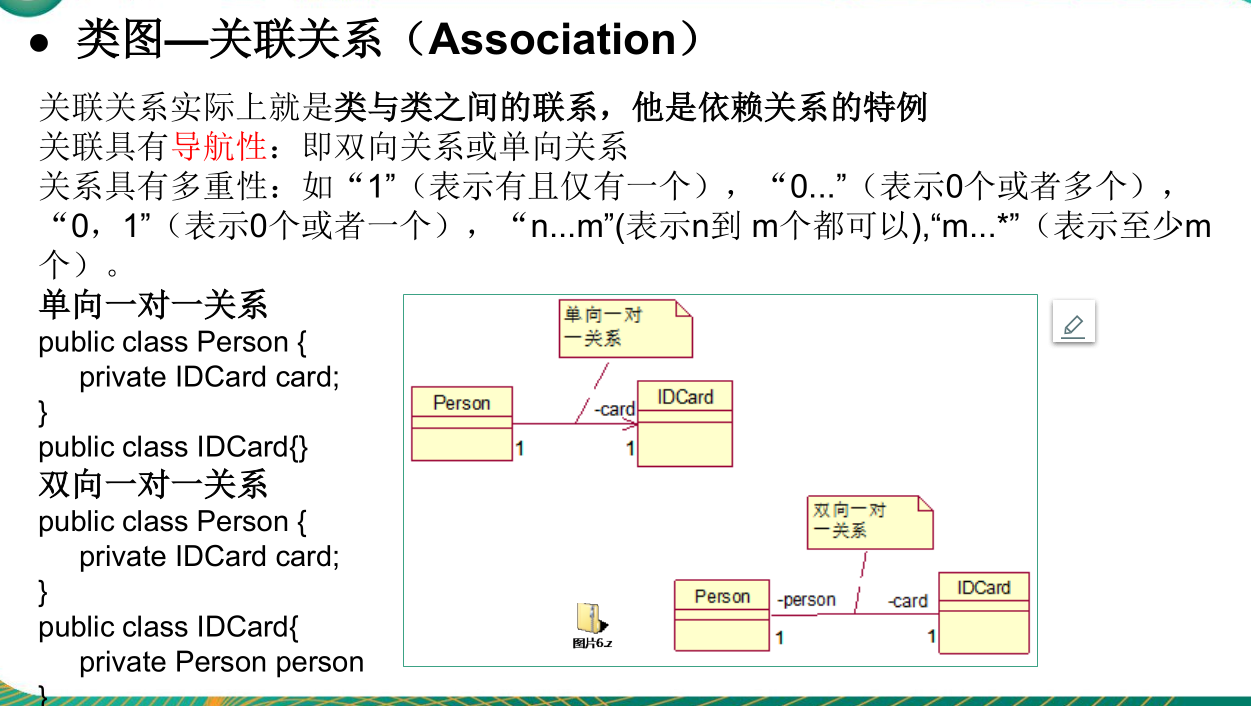 ● 类图—关联关系（Association）
关联关系实际上就是类与类之间的联系，他是依赖关系的特例
关联具有导航性：即双向关系或单向关系
关系具有多重性：如“1”（表示有且仅有一个），“0...”（表示0个或者多个），
“0，1”（表示0个或者一个），“n...m”(表示n到 m个都可以),“m...*”（表示至少m
个）。
单向一对一关系
public class Person {
private IDCard card;
}
public class IDCard{}
双向一对一关系
public class Person {
private IDCard card;
}
public class IDCard{
private Person person
}
单向一对
一关系
Person
-card
IDCard
1
1
双向一对
一关系
Person
-person
-card
IDCard
1
1
图片6.z